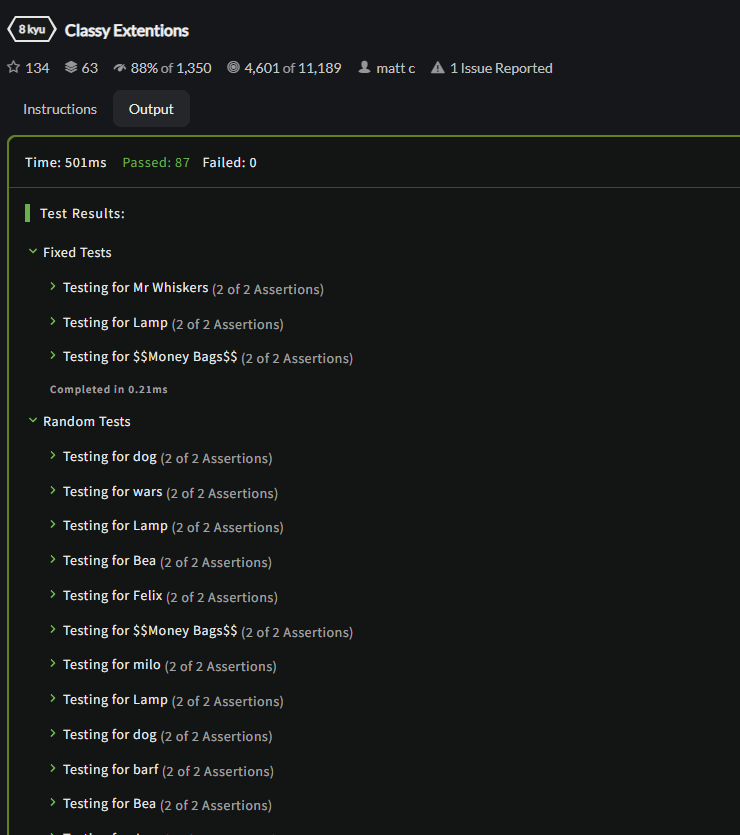 8 kyu Classy Extentions
134 63 88% of 1,350 4,601 of 11,189 matt c 1 Issue Reported
Instructions Output
Time: 501ms Passed: 87 Failed: 0
Test Results:
Fixed Tests
Testing for Mr Whiskers (2 of 2 Assertions)
Testing for Lamp (2 of 2 Assertions)
Testing for $$Money Bags$$ (2 of 2 Assertions)
Completed in 0.21ms
Random Tests
Testing for dog (2 of 2 Assertions)
Testing for wars (2 of 2 Assertions)
Testing for Lamp (2 of 2 Assertions)
Testing for Bea (2 of 2 Assertions)
Testing for Felix (2 of 2 Assertions)
Testing for $$Money Bags$$ (2 of 2 Assertions)
Testing for milo (2 of 2 Assertions)
Testing for Lamp (2 of 2 Assertions)
Testing for dog (2 of 2 Assertions)
Testing for barf (2 of 2 Assertions)
Testing for Bea (2 of 2 Assertions)